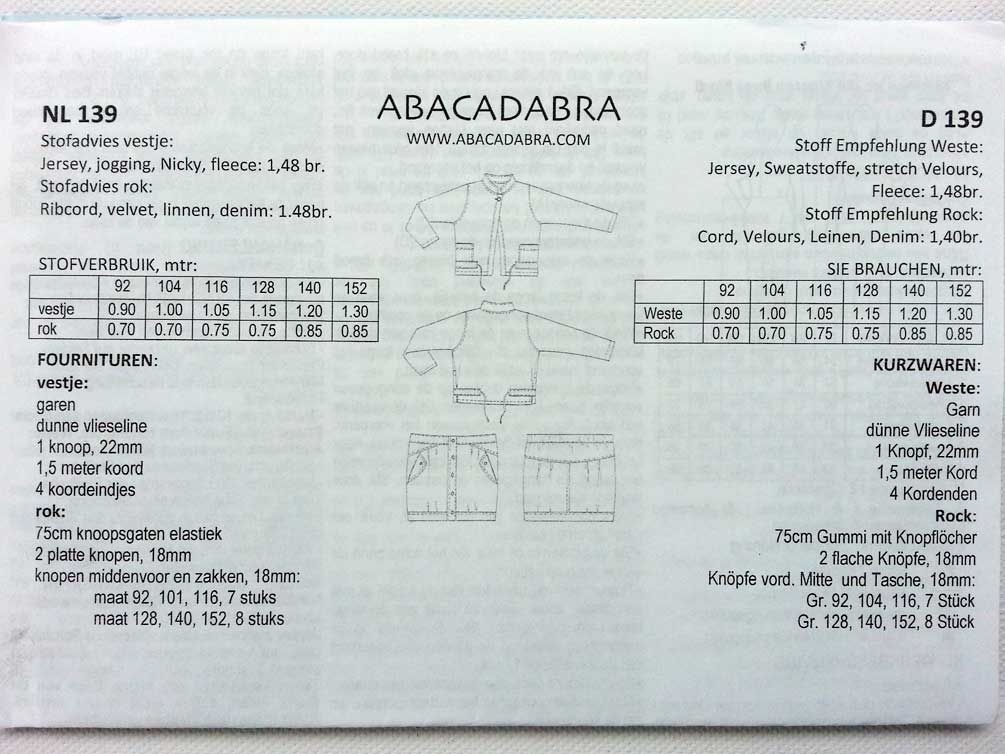 ABACADABRA
WWW.ABACADABRA.COM
NL 139
Stofadvies vestje:
Jersey, jogging, Nicky, fleece: 1,48 br.
Stofadvies rok:
Ribcord, velvet, linnen, denim: 1.48br.
STOFVERBRUIK, mtr:
92 104 116 128 140 152
vestje 0.90 1.00 1.05 1.15 1.20 1.30
rok 0.70 0.70 0.75 0.75 0.85 0.85
FOURNITUREN:
vestje:
garen
dunne vlieseline
1 knoop, 22mm
1,5 meter koord
4 koordeindjes
rok:
75cm knoopsgaten elastiek
2 platte knopen, 18mm
knopen middenvoor en zakken, 18mm:
maat 92, 101, 116, 7 stuks
maat 128, 140, 152, 8 stuks
D 139
Stoff Empfehlung Weste:
Jersey, Sweatstoffe, stretch Velours,
Fleece: 1,48br.
Stoff Empfehlung Rock:
Cord, Velours, Leinen, Denim: 1,40br.
SIE BRAUCHEN, mtr:
92 104 116 128 140 152
Weste 0.90 1.00 1.05 1.15 1.20 1.30
Rock 0.70 0.70 0.75 0.75 0.85 0.85
KURZWAREN:
Weste:
Garn
dünne Vlieseline
1 Knopf, 22mm
1,5 meter Kord
4 Kordenden
Rock:
75cm Gummi mit Knopflöcher
2 flache Knöpfe, 18mm
Knöpfe vord. Mitte und Tasche, 18mm:
Gr. 92, 104, 116, 7 Stück
Gr. 128, 140, 152, 8 Stück